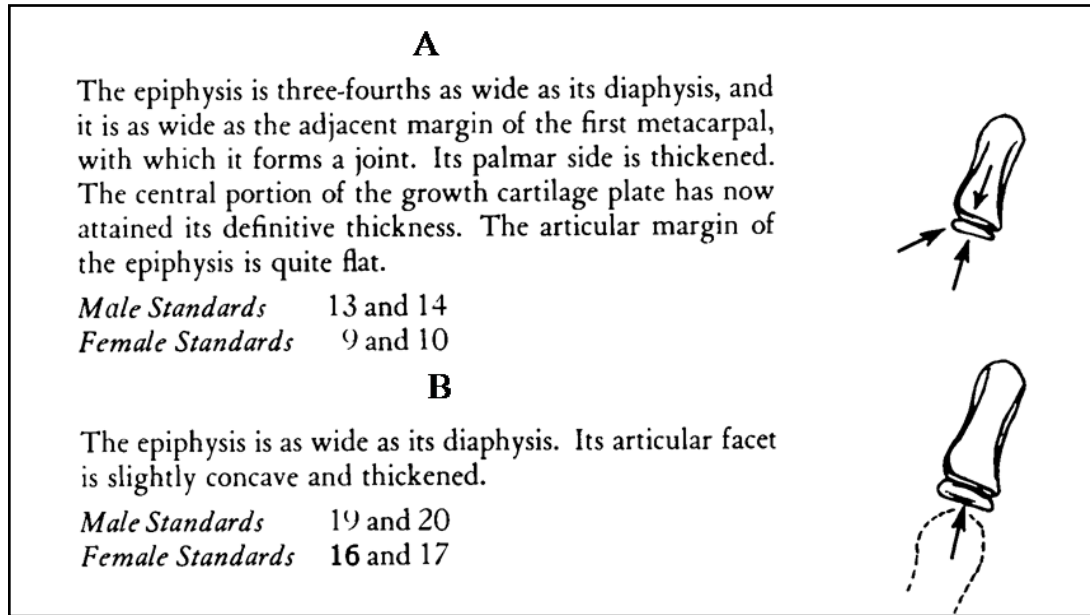 A
The epiphysis is three-fourths as wide as its diaphysis, and
it is as wide as the adjacent margin of the first metacarpal,
with which it forms a joint. Its palmar side is thickened.
The central portion of the growth cartilage plate has now
attained its definitive thickness. The articular margin of
the epiphysis is quite flat.
Male Standards 13 and 14
Female Standards 9 and 10
B
The epiphysis is as wide as its diaphysis. Its articular facet
is slightly concave and thickened.
Male Standards 19 and 20
Female Standards 16 and 17